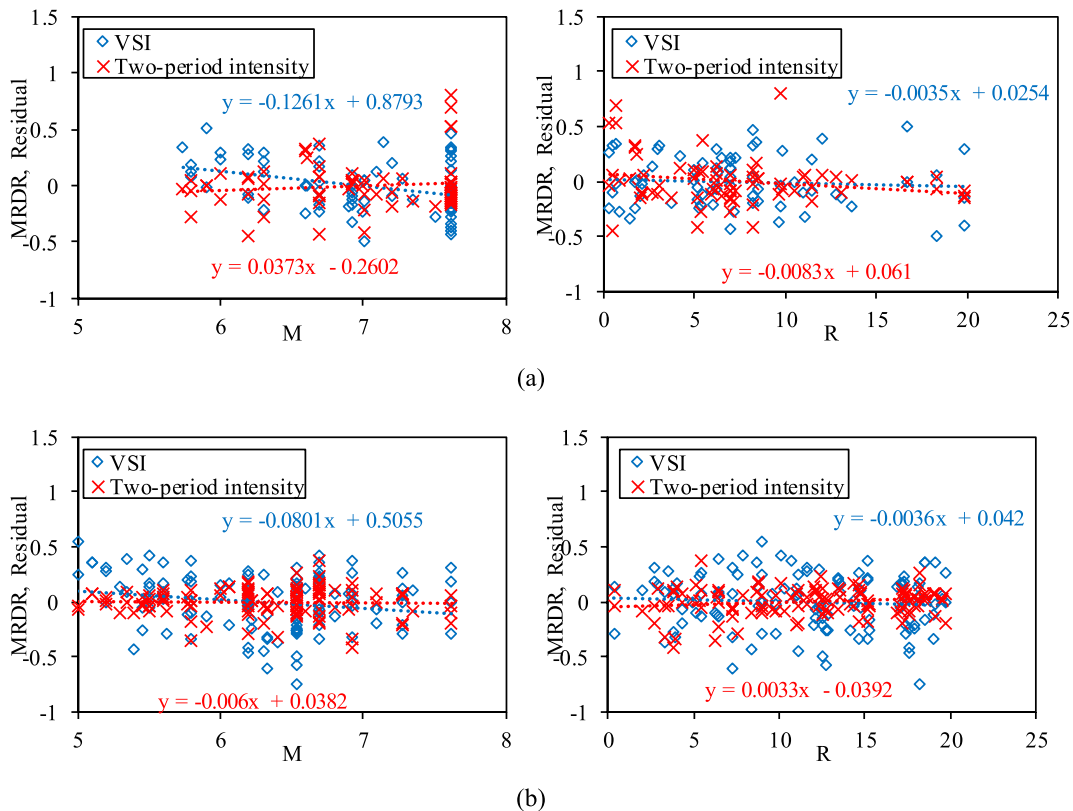 1.5
1
0.5
0
-0.5
-1
MRDR, Residual
VSI
Two-period intensity
y = -0.1261x + 0.8793
y = 0.0373x - 0.2602
5
6
7
8
M
1.5
1
0.5
0
-0.5
-1
MRDR, Residual
VSI
Two-period intensity
y = -0.0035x + 0.0254
y = -0.0083x + 0.061
0
5
10
15
20
25
R
(a)
1.5
1
0.5
0
-0.5
-1
MRDR, Residual
VSI
Two-period intensity
y = -0.0801x + 0.5055
y = -0.006x + 0.0382
5
6
7
8
M
1.5
1
0.5
0
-0.5
-1
MRDR, Residual
VSI
Two-period intensity
y = -0.0036x + 0.042
y = 0.0033x - 0.0392
0
5
10
15
20
25
R
(b)